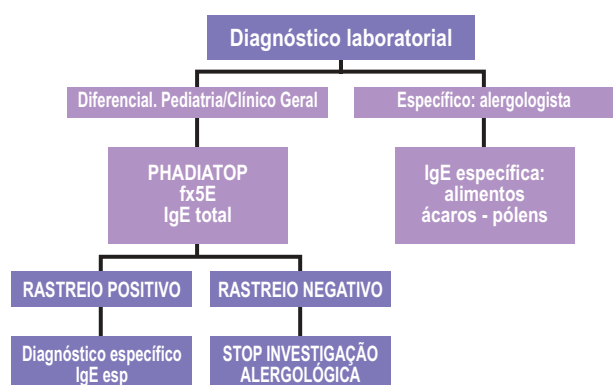 Diagnóstico laboratorial
Diferencial. Pediatria/Clínico Geral
Específico: alergologista
PHADIATOP
fx5E
IgE total
IgE específica:
alimentos
ácaros - pólens
RASTREIO POSITIVO
RASTREIO NEGATIVO
Diagnóstico específico
IgE esp
STOP INVESTIGAÇÃO
ALERGOLÓGICA